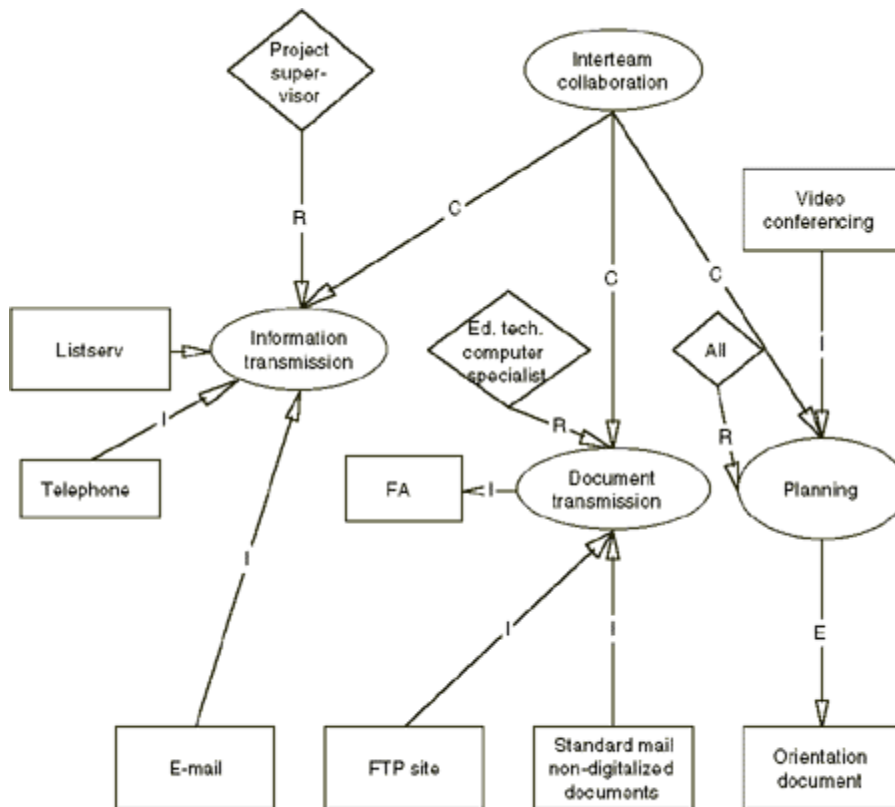 Project
super-
visor
Interteam
collaboration
Video
conferencing
R
C
C
C
I
Listserv
Information
transmission
Ed. tech.
computer
specialist
All
I
R
R
Telephone
FA
I
Document
transmission
Planning
I
I
I
E
E-mail
FTP site
Standard mail
non-digitalized
documents
Orientation
document